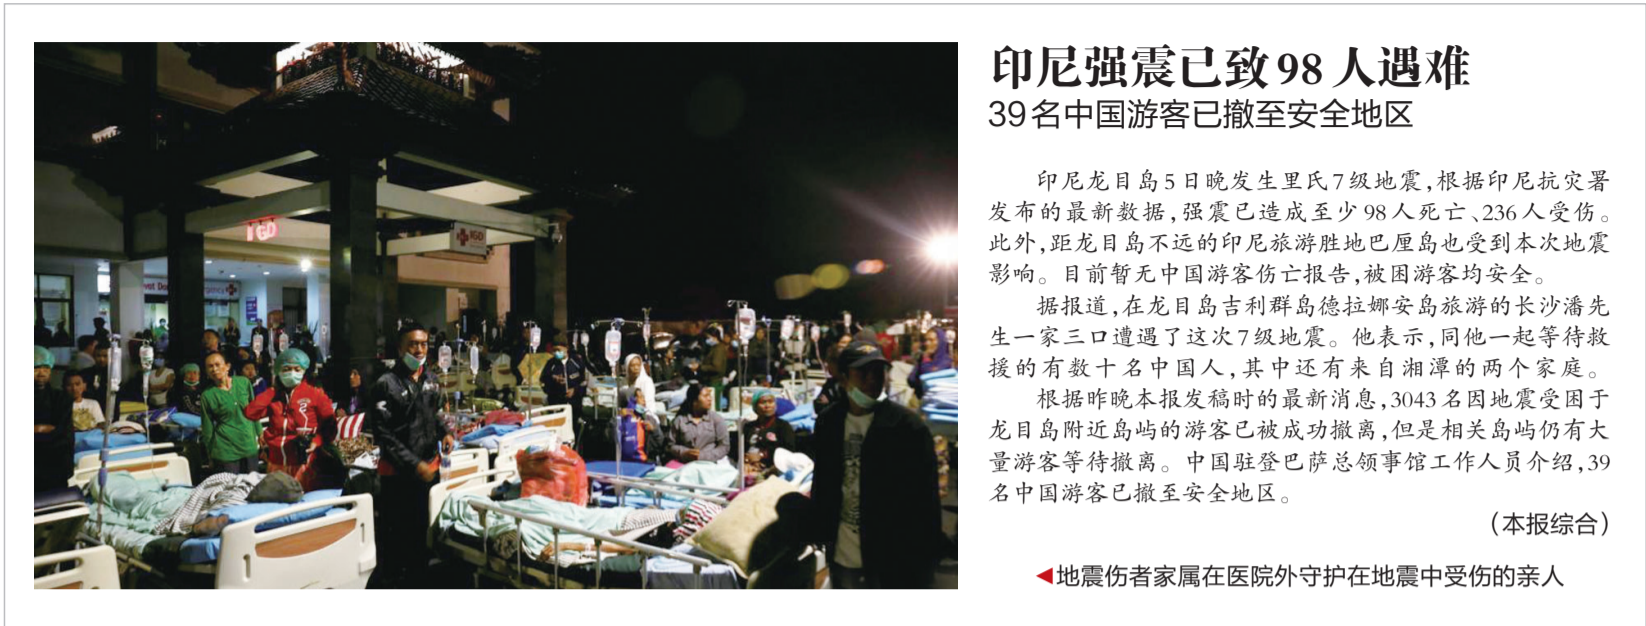 印尼强震已致98人遇难
39名中国游客已撤至安全地区
印尼龙目岛5日晚发生里氏7级地震,根据印尼抗灾署
发布的最新数据,强震已造成至少98人死亡、236人受伤。
此外,距龙目岛不远的印尼旅游胜地巴厘岛也受到本次地震
影响。目前暂无中国游客伤亡报告,被困游客均安全。
据报道,在龙目岛吉利群岛德拉娜安岛旅游的长沙潘先
生一家三口遭遇了这次7级地震。他表示,同他一起等待救
援的有数十名中国人,其中还有来自湘潭的两个家庭。
根据昨晚本报发稿时的最新消息,3043名因地震受困于
龙目岛附近岛屿的游客已被成功撤离,但是相关岛屿仍有大
量游客等待撤离。中国驻登巴萨总领事馆工作人员介绍,39
名中国游客已撤至安全地区。
(本报综合)
◀地震伤者家属在医院外守护在地震中受伤的亲人
IGD
IGD